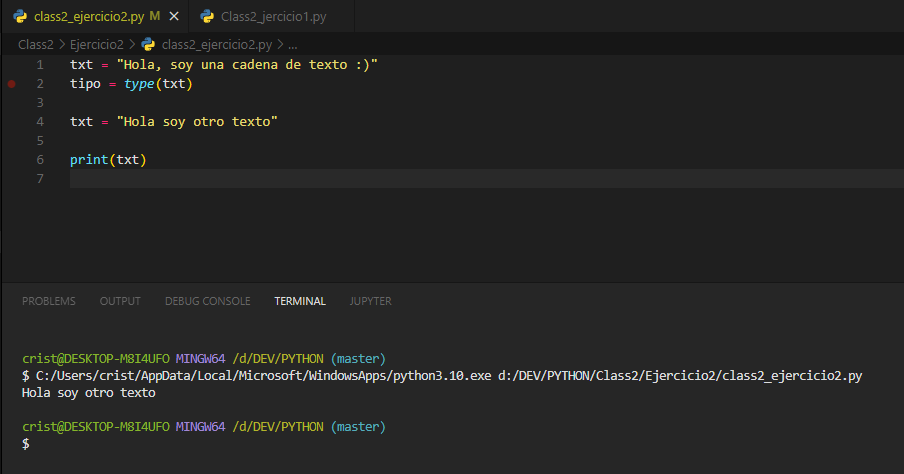 class2_ejercicio2.py M Class2_jercicio1.py
Class2 > Ejercicio2 > class2_ejercicio2.py > ...
1 txt = "Hola, soy una cadena de texto :)"
2 tipo = type(txt)
3
4 txt = "Hola soy otro texto"
5
6 print(txt)
7
PROBLEMS OUTPUT DEBUG CONSOLE TERMINAL JUPYTER
crist@DESKTOP-M8I4UFO MINGW64 /d/DEV/PYTHON (master)
$ C:/Users/crist/AppData/Local/Microsoft/WindowsApps/python3.10.exe d:/DEV/PYTHON/Class2/Ejercicio2/class2_ejercicio2.py
Hola soy otro texto
crist@DESKTOP-M8I4UFO MINGW64 /d/DEV/PYTHON (master)
$